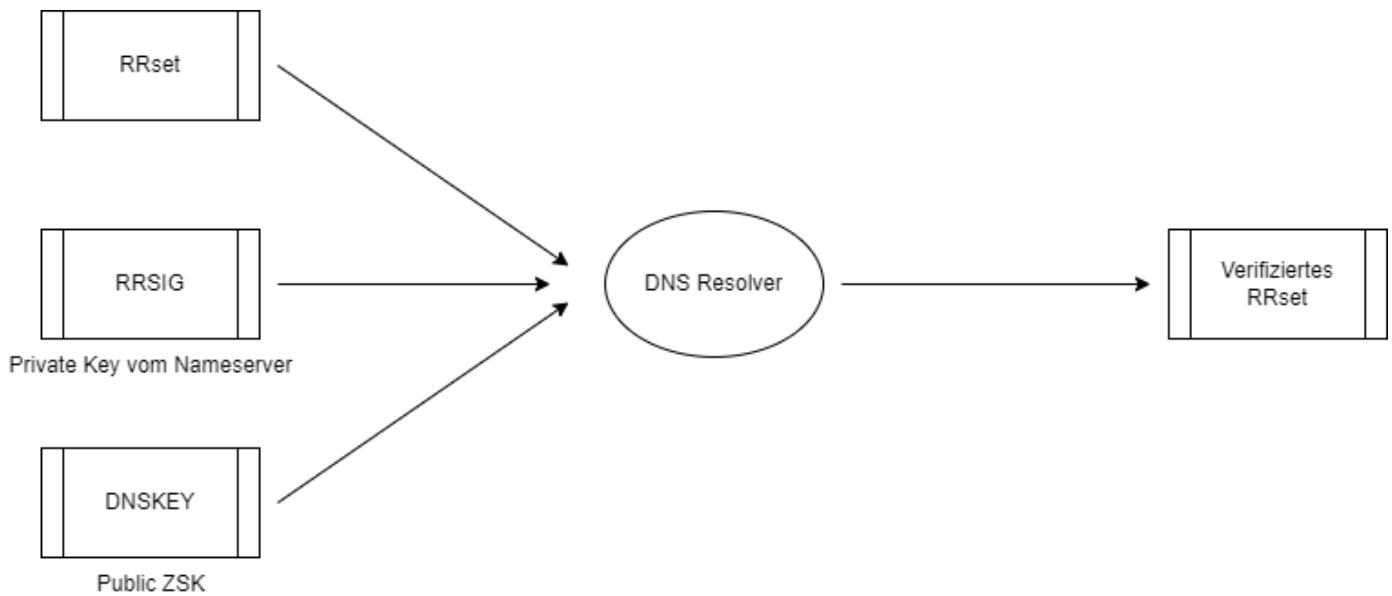 RRset
RRSIG
Private Key vom Nameserver
DNSKEY
Public ZSK
DNS Resolver
Verifiziertes
RRset